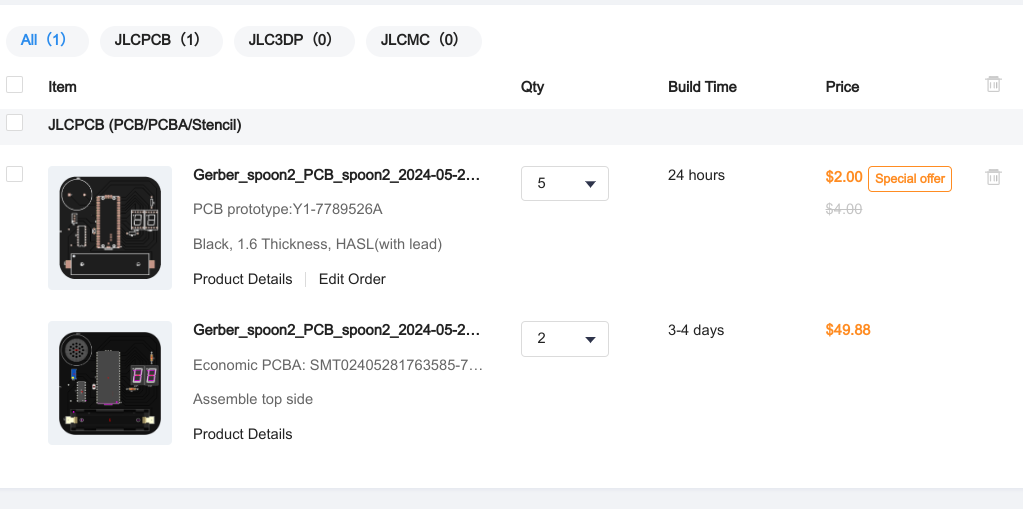 All（1）
JLCPCB（1）
JLC3DP（0）
JLCMC（0）
Item
Qty
Build Time
Price
JLCPCB (PCB/PCBA/Stencil)
Gerber_spoon2_PCB_spoon2_2024-05-2…
5
24 hours
$2.00 Special offer
PCB prototype:Y1-7789526A
$4.00
Black, 1.6 Thickness, HASL(with lead)
Product Details
Edit Order
Gerber_spoon2_PCB_spoon2_2024-05-2…
2
3-4 days
$49.88
Economic PCBA: SMT02405281763585-7…
Assemble top side
Product Details